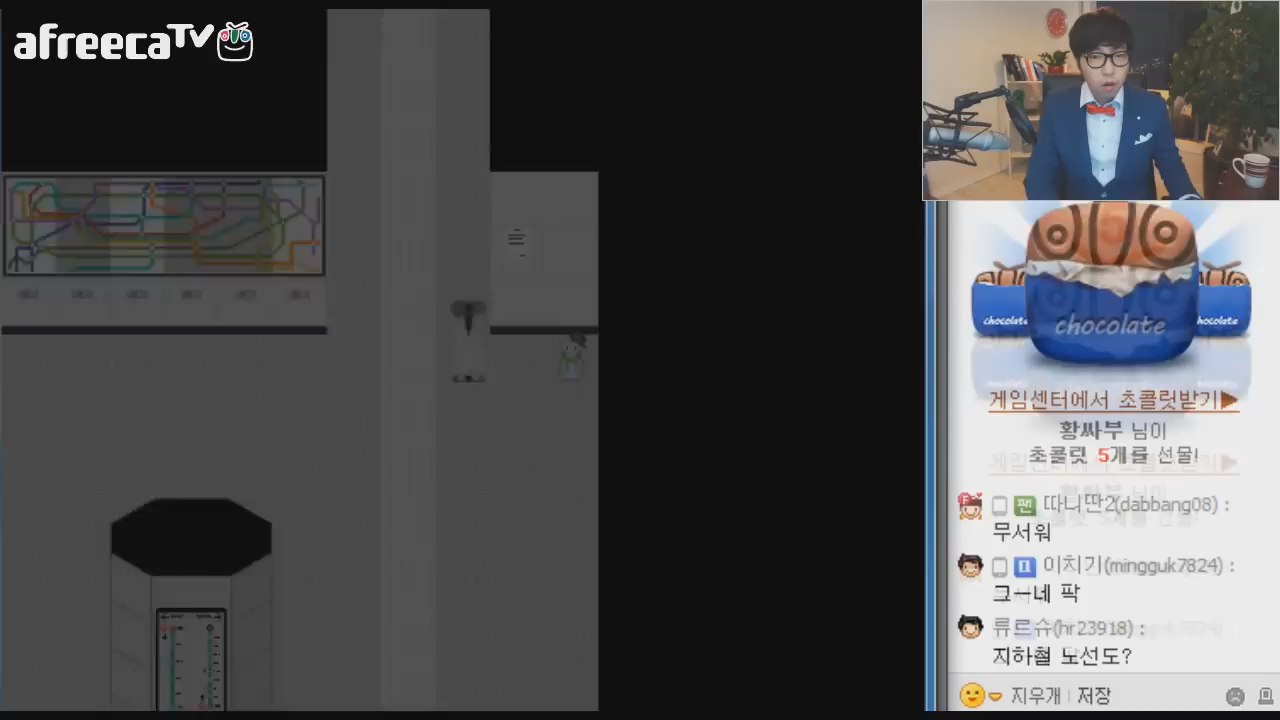 afreecaTV
chocolate
chocolate
게임센터에서 초콜릿받기▶
황싸부 님이
초콜릿 5개를 선물!
따니딴2(dabbang08) :
무서워
이치기(mingguk7824) :
크ㅡ네 팍
류르슈(hr23918) :
지하철 노선도?
지우개 | 저장